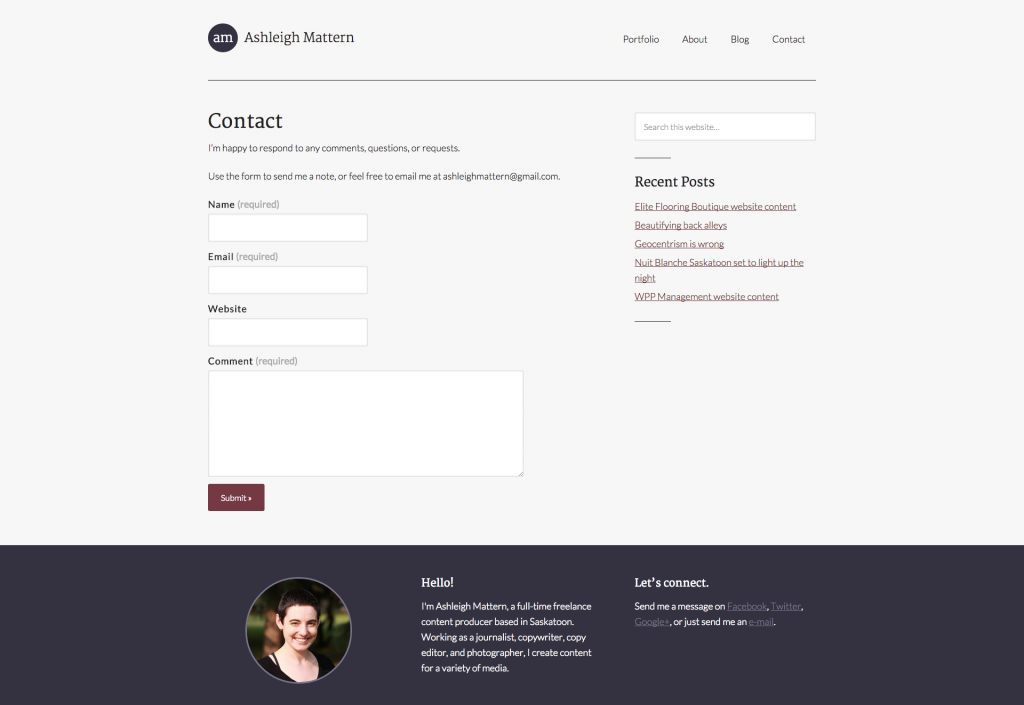 am Ashleigh Mattern
Portfolio About Blog Contact
Contact
I'm happy to respond to any comments, questions, or requests.
Use the form to send me a note, or feel free to email me at ashleighmattern@gmail.com.
Name (required)
Email (required)
Website
Comment (required)
Submit »
Search this website...
Recent Posts
Elite Flooring Boutique website content
Beautifying back alleys
Geocentrism is wrong
Nuit Blanche Saskatoon set to light up the
night
WPP Management website content
Hello!
I'm Ashleigh Mattern, a full-time freelance
content producer based in Saskatoon.
Working as a journalist, copywriter, copy
editor, and photographer, I create content
for a variety of media.
Let's connect.
Send me a message on Facebook, Twitter,
Google+, or just send me an e-mail.